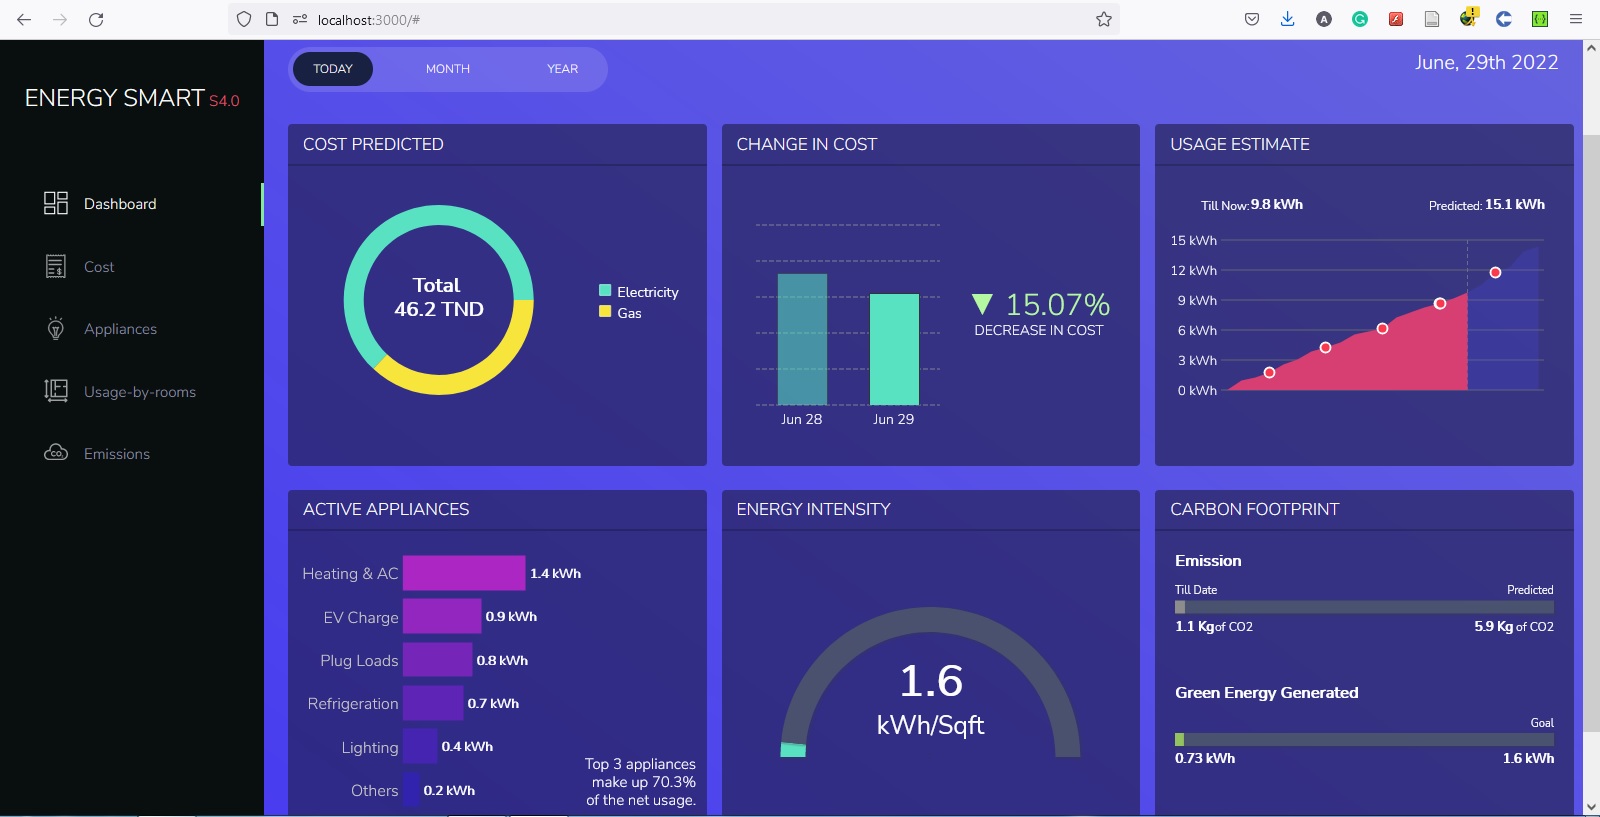 localhost:3000/#
ENERGY SMART S4.0
Dashboard
Cost
Appliances
Usage-by-rooms
Emissions
TODAY MONTH YEAR
June, 29th 2022
COST PREDICTED
Total
46.2 TND
Electricity
Gas
CHANGE IN COST
15.07%
DECREASE IN COST
Jun 28 Jun 29
USAGE ESTIMATE
Till Now: 9.8 kWh Predicted: 15.1 kWh
15 kWh
12 kWh
9 kWh
6 kWh
3 kWh
0 kWh
ACTIVE APPLIANCES
Heating & AC 1.4 kWh
EV Charge 0.9 kWh
Plug Loads 0.8 kWh
Refrigeration 0.7 kWh
Lighting 0.4 kWh
Others 0.2 kWh
Top 3 appliances
make up 70.3%
of the net usage.
ENERGY INTENSITY
1.6
kWh/Sqft
CARBON FOOTPRINT
Emission
Till Date Predicted
1.1 Kg of CO2 5.9 Kg of CO2
Green Energy Generated
Goal
0.73 kWh 1.6 kWh